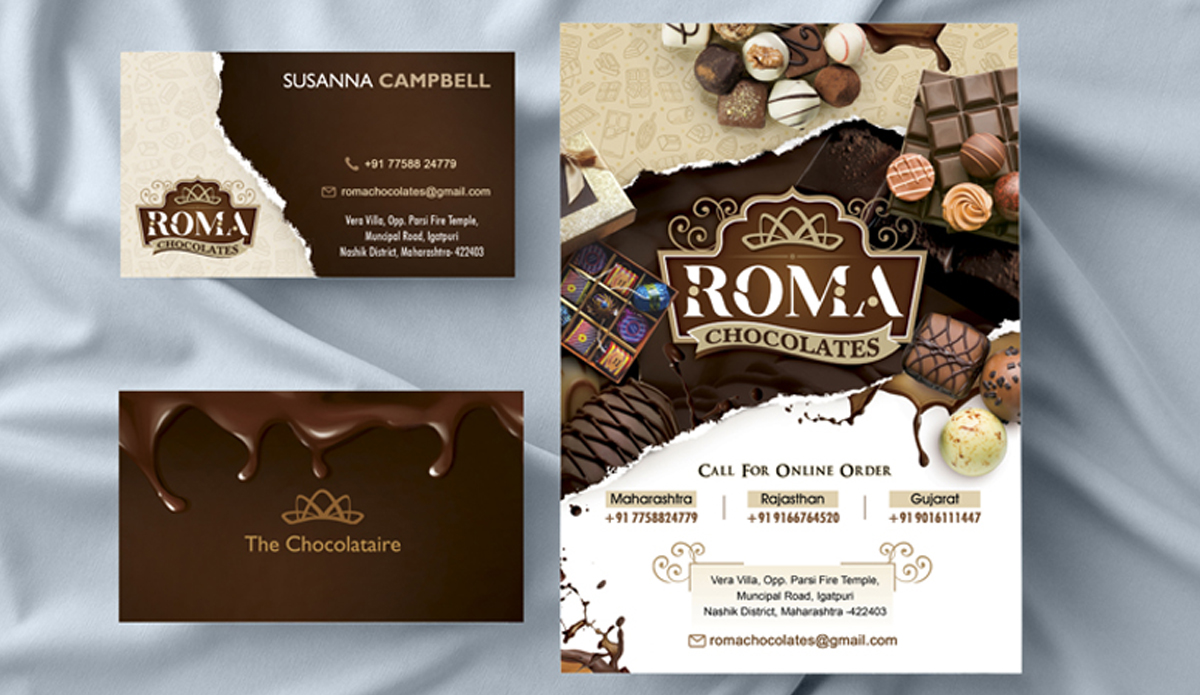 SUSANNA CAMPBELL
+91 77588 24779
romachocolates@gmail.com
Vera Villa, Opp. Parsi Fire Temple,
Muncipal Road, Igatpuri
Nashik District, Maharashtra- 422403
ROMA
CHOCOLATES
The Chocolataire
ROMA
CHOCOLATES
CALL FOR ONLINE ORDER
Maharashtra | Rajasthan | Gujarat
+91 7758824779 +91 9166764520 +91 9016111447
Vera Villa, Opp. Parsi Fire Temple,
Muncipal Road, Igatpuri
Nashik District, Maharashtra -422403
romachocolates@gmail.com